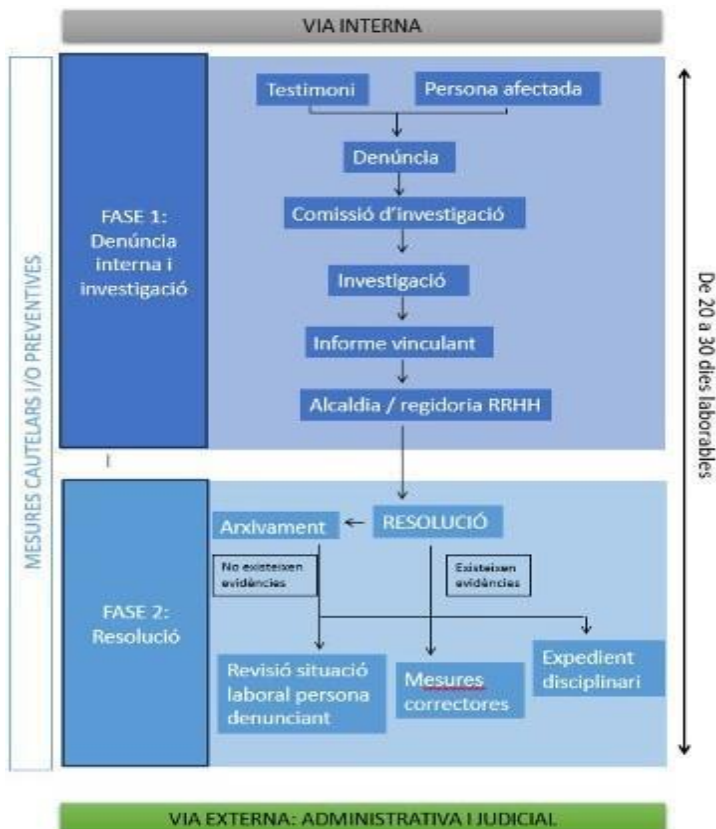 VIA INTERNA
MESURES CAUTELARS I/O PREVENTIVES
FASE 1:
Denúncia
interna i
investigació
Testimoni
Persona afectada
Denúncia
Comissió d'investigació
Investigació
Informe vinculant
Alcaldia / regidoria RRHH
De 20 a 30 dies laborables
FASE 2:
Resolució
Arxivament
RESOLUCIÓ
No existeixen
evidències
Existeixen
evidències
Revisió situació
laboral persona
denunciant
Mesures
correctores
Expedient
disciplinari
VIA EXTERNA: ADMINISTRATIVA I JUDICIAL